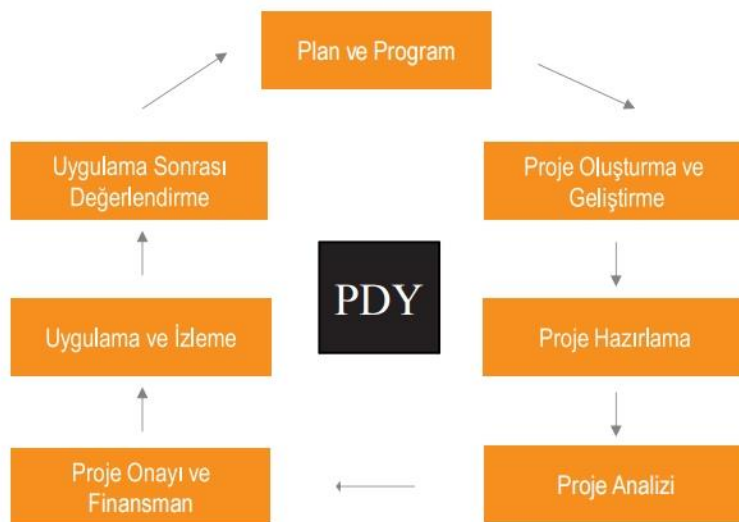 Plan ve Program
Uygulama Sonrası
Değerlendirme
Proje Oluşturma ve
Geliştirme
PDY
Uygulama ve İzleme
Proje Hazırlama
Proje Onayı ve
Finansman
Proje Analizi